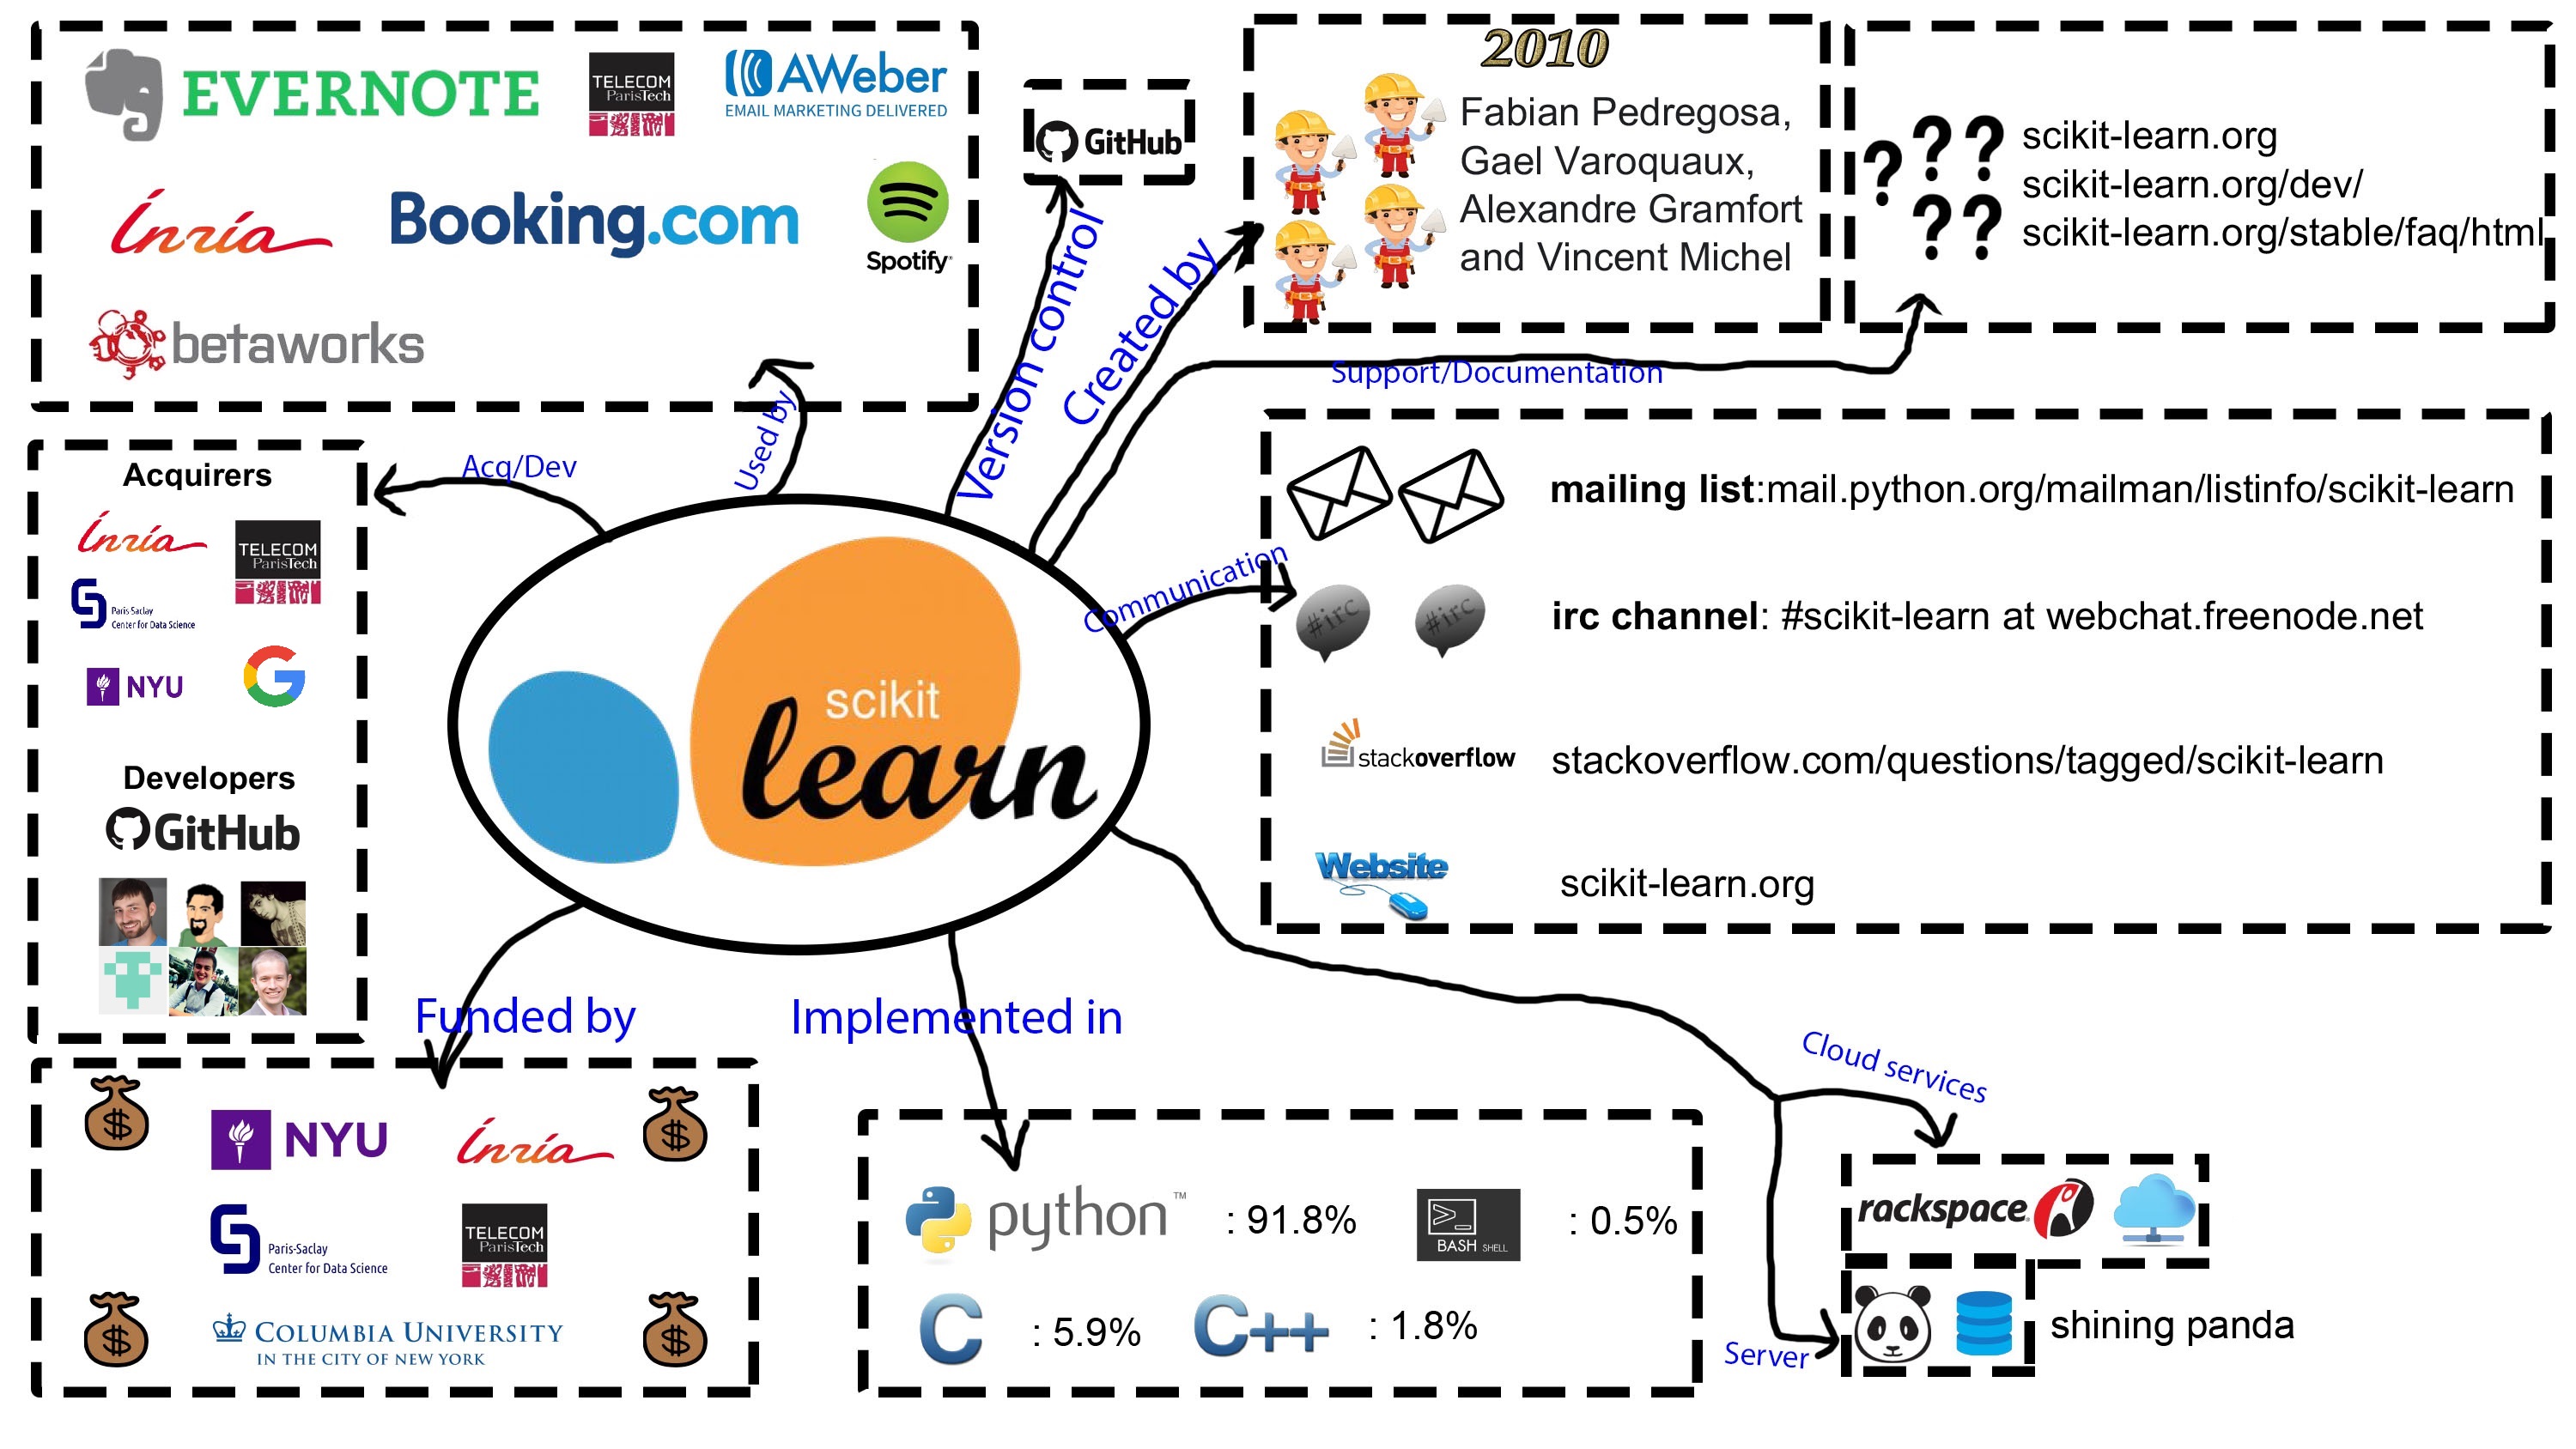 EVERNOTE
TELECOM
ParisTech
AWeber
EMAIL MARKETING DELIVERED
Inria
Booking.com
Spotify
betaworks
GitHub
2010
Fabian Pedregosa,
Gael Varoquaux,
Alexandre Gramfort
and Vincent Michel
? ? ?
? ?
scikit-learn.org
scikit-learn.org/dev/
scikit-learn.org/stable/faq/html
Used by
Version control
Created by
Support/Documentation
Acq/Dev
Communication
Acquirers
Inria
TELECOM
ParisTech
Paris Saclay
Center for Data Science
NYU
G
Developers
GitHub
scikit
learn
mailing list:mail.python.org/mailman/listinfo/scikit-learn
#irc
#irc
irc channel: #scikit-learn at webchat.freenode.net
stackoverflow
stackoverflow.com/questions/tagged/scikit-learn
Website
scikit-learn.org
Funded by
Implemented in
Cloud services
Server
$
NYU
Inria
$
Paris-Saclay
Center for Data Science
TELECOM
ParisTech
$
COLUMBIA UNIVERSITY
IN THE CITY OF NEW YORK
$
python™ : 91.8%
>_
BASH SHELL
: 0.5%
C : 5.9%
C++ : 1.8%
rackspace
shining panda